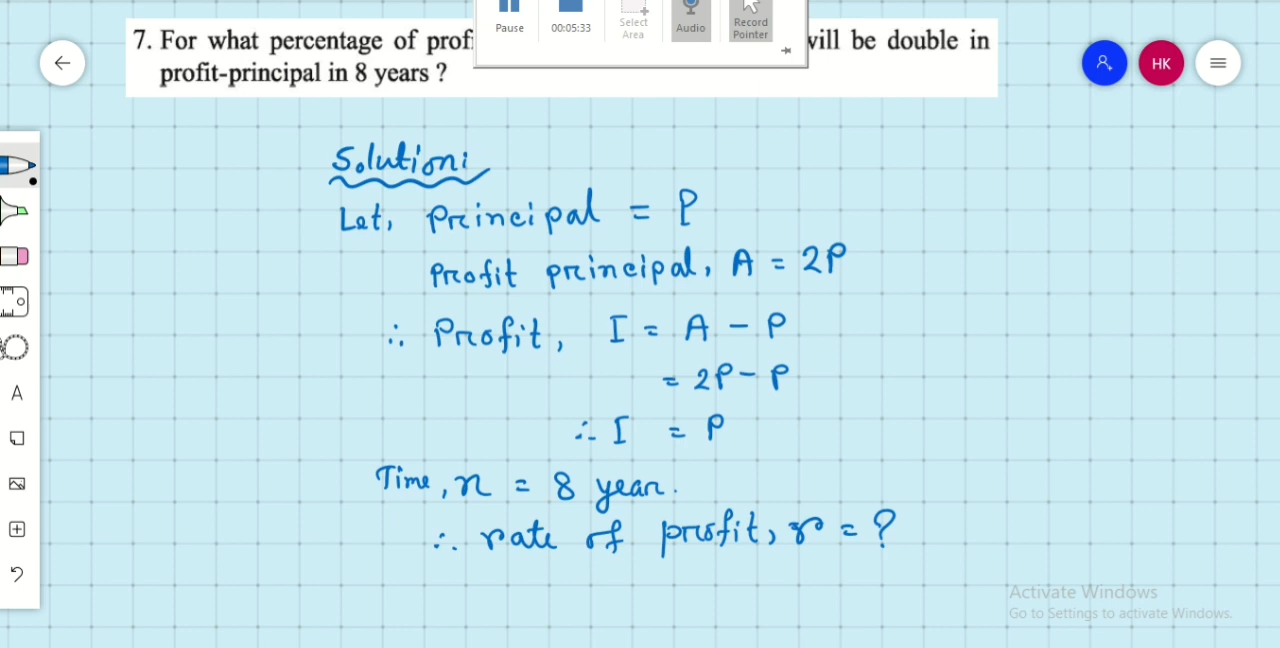 Pause
00:05:33
Select
Area
Audio
Record
Pointer
7. For what percentage of will be double in
profit-principal in 8 years ?
HK
Solution:
Let, Principal = P
Profit principal, A = 2P
∴ Profit, I = A - P
= 2P - P
∴ I = P
Time, n = 8 year.
∴ rate of profit, r = ?
A
Activate Windows
Go to Settings to activate Windows.